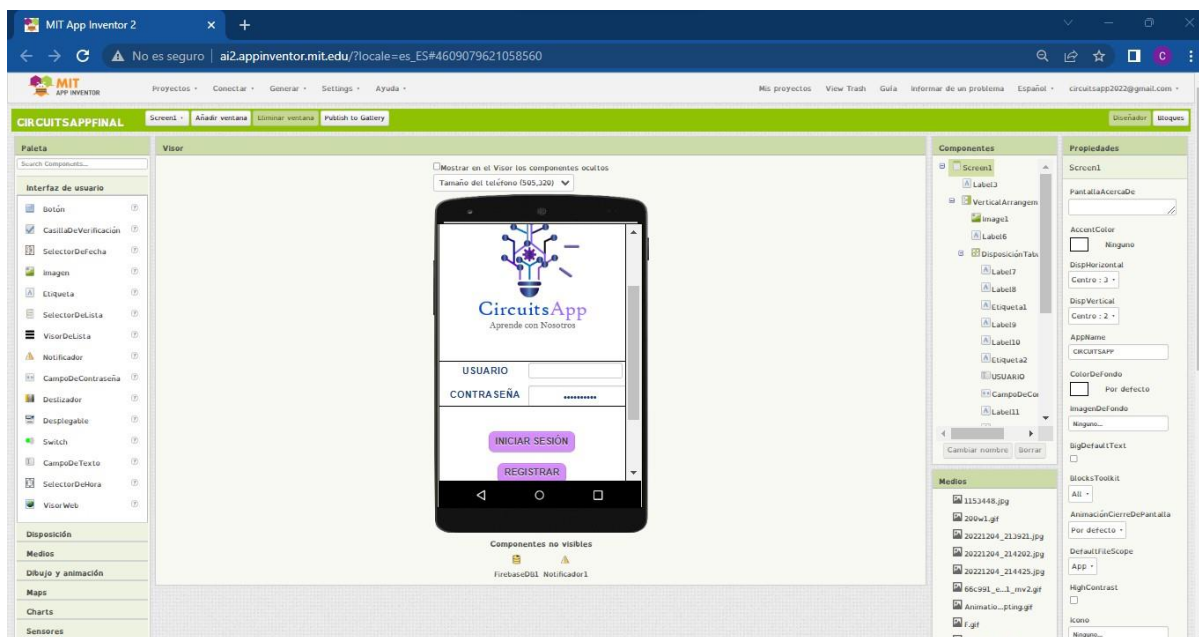 MIT App Inventor 2
No es seguro | ai2.appinventor.mit.edu/?locale=es_ES#4609079621058560
C
MIT
APP INVENTOR
Proyectos
Conectar
Generar
Settings
Ayuda
Mis proyectos
View Trash
Guía
Informar de un problema
Español
circuitsapp2022@gmail.com
CIRCUITSAPPFINAL
Screen1
Añadir ventana
Eliminar ventana
Publish to Gallery
Diseñador
Bloques
Paleta
Search Components...
Interfaz de usuario
Botón
CasillaDeVerificación
SelectorDeFecha
Imagen
Etiqueta
SelectorDeLista
VisorDeLista
Notificador
CampoDeContraseña
Deslizador
Desplegable
Switch
CampoDeTexto
SelectorDeHora
VisorWeb
Disposición
Medios
Dibujo y animación
Maps
Charts
Sensores
Visor
Mostrar en el Visor los componentes ocultos
Tamaño del teléfono (505,320)
CircuitsApp
Aprende con Nosotros
USUARIO
CONTRASEÑA
INICIAR SESIÓN
REGISTRAR
Componentes no visibles
FirebaseDB1 Notificador1
Componentes
Screen1
Label3
VerticalArrangem
Image1
Label6
DisposiciónTabu
Label7
Label8
Etiqueta1
Label9
Label10
Etiqueta2
USUARIO
CampoDeCon
Label11
Cambiar nombre
Borrar
Medios
1153448.jpg
200w1.gif
20221204_213921.jpg
20221204_214202.jpg
20221204_214425.jpg
66c991_e...1_mv2.gif
Animatio...pting.gif
F.gif
Propiedades
Screen1
PantallaAcercaDe
AccentColor
Ninguno
DispHorizontal
Centro : 3
DispVertical
Centro : 2
AppName
CIRCUITSAPP
ColorDeFondo
Por defecto
ImagenDeFondo
Ninguno...
BigDefaultText
BlocksToolkit
All
AnimaciónCierreDePantalla
Por defecto
DefaultFileScope
App
HighContrast
Icono
Ninguno...